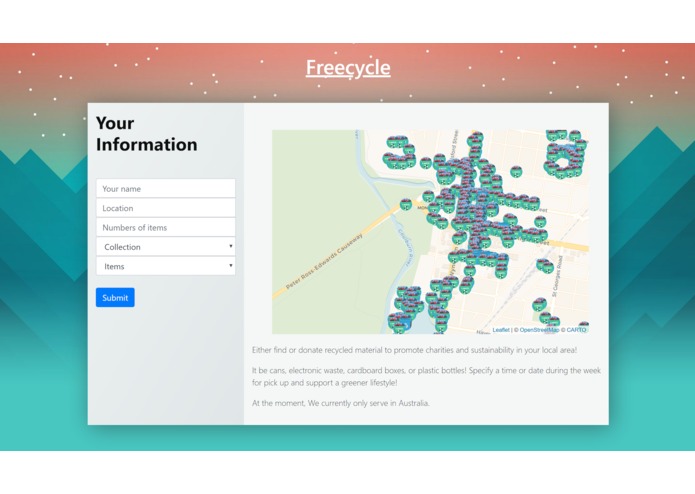 Freecycle
Your
Information
Your name
Location
Numbers of items
Collection
Items
Submit
Peter Ross-Edwards Causeway
St Georges Road
Leaflet | © OpenStreetMap © CARTO
Either find or donate recycled material to promote charities and sustainability in your local area!
It be cans, electronic waste, cardboard boxes, or plastic bottles! Specify a time or date during the week
for pick up and support a greener lifestyle!
At the moment, We currently only serve in Australia.